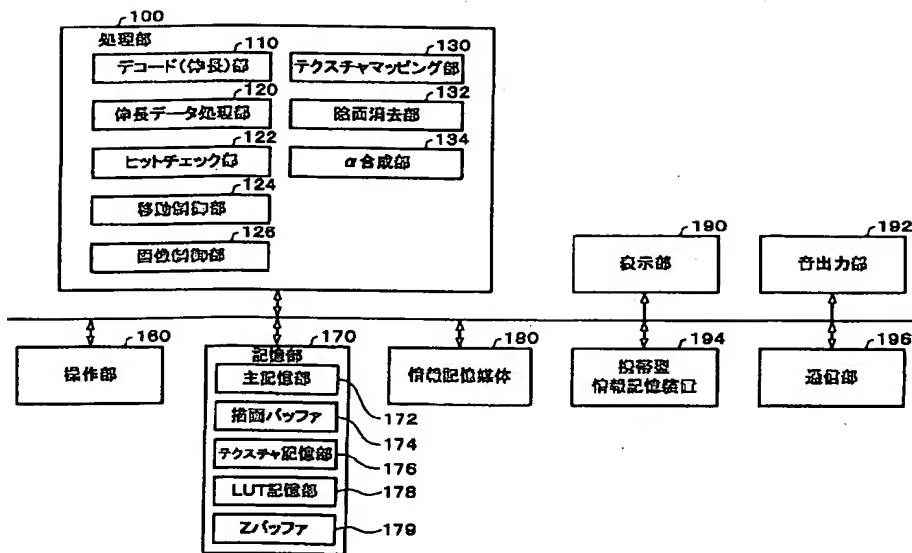 100
処理部
110
デコード(伸長)部
120
伸長データ処理部
122
ヒットチェック部
124
移動制御部
126
画像制御部
130
テクスチャマッピング部
132
陰面消去部
134
α合成部
190
表示部
192
音出力部
160
操作部
170
記憶部
主記憶部
172
描画バッファ
174
テクスチャ記憶部
176
LUT記憶部
178
Zバッファ
179
180
情報記憶媒体
194
携帯型
情報記憶装置
196
通信部